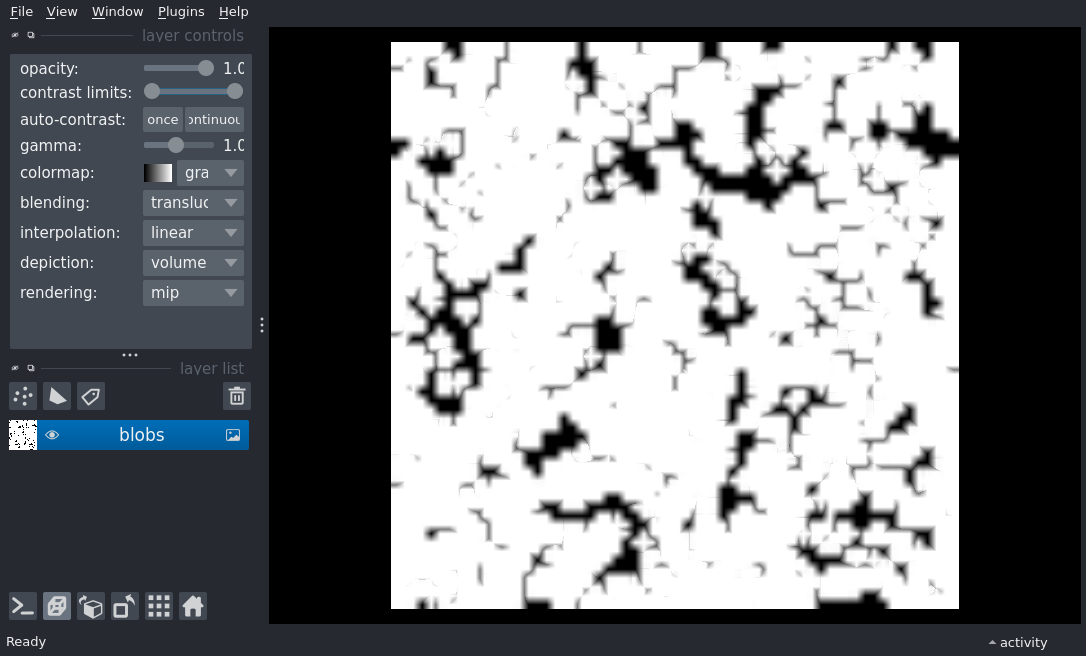 File View Window Plugins Help
layer controls
opacity: 1.0
contrast limits:
auto-contrast: once ontinuou
gamma: 1.0
colormap: gra
blending: transluc
interpolation: linear
depiction: volume
rendering: mip
layer list
blobs
Ready
activity